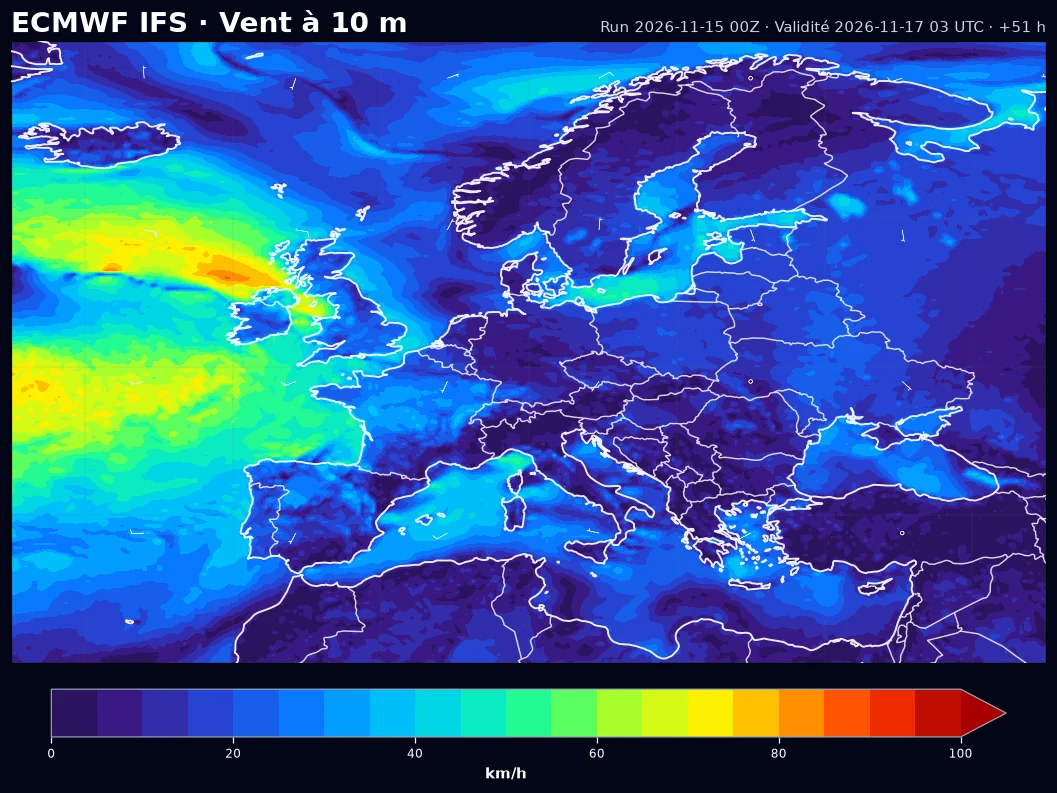 ECMWF IFS · Vent à 10 m
Run 2026-11-15 00Z · Validité 2026-11-17 03 UTC · +51 h
0 20 40 60 80 100
km/h